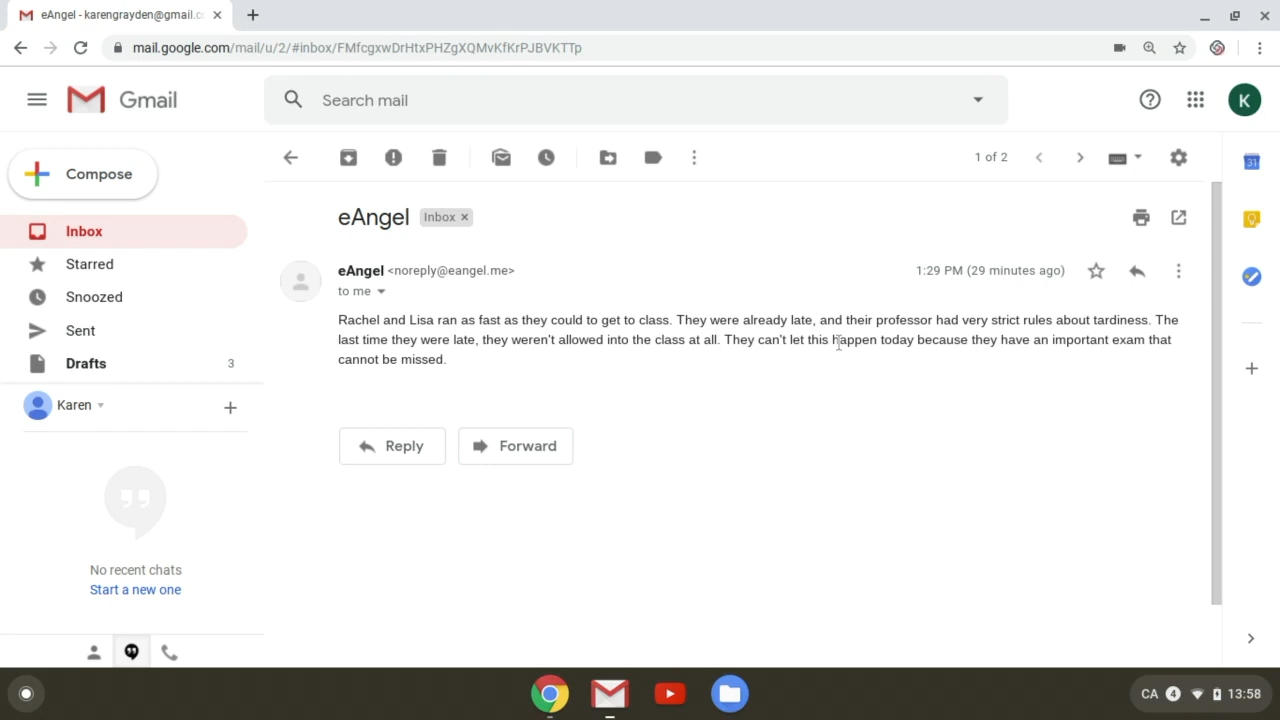 eAngel - karengrayden@gmail.c
mail.google.com/mail/u/2/#inbox/FMfcgxwDrHtxPHZgXQMvKfKrPJBVKTTp
Gmail
Search mail
K
Compose
1 of 2
31
Inbox
Starred
Snoozed
Sent
Drafts 3
Karen
No recent chats
Start a new one
eAngel Inbox ×
eAngel <noreply@eangel.me> 1:29 PM (29 minutes ago)
to me
Rachel and Lisa ran as fast as they could to get to class. They were already late, and their professor had very strict rules about tardiness. The
last time they were late, they weren't allowed into the class at all. They can't let this happen today because they have an important exam that
cannot be missed.
Reply Forward
CA 4 13:58